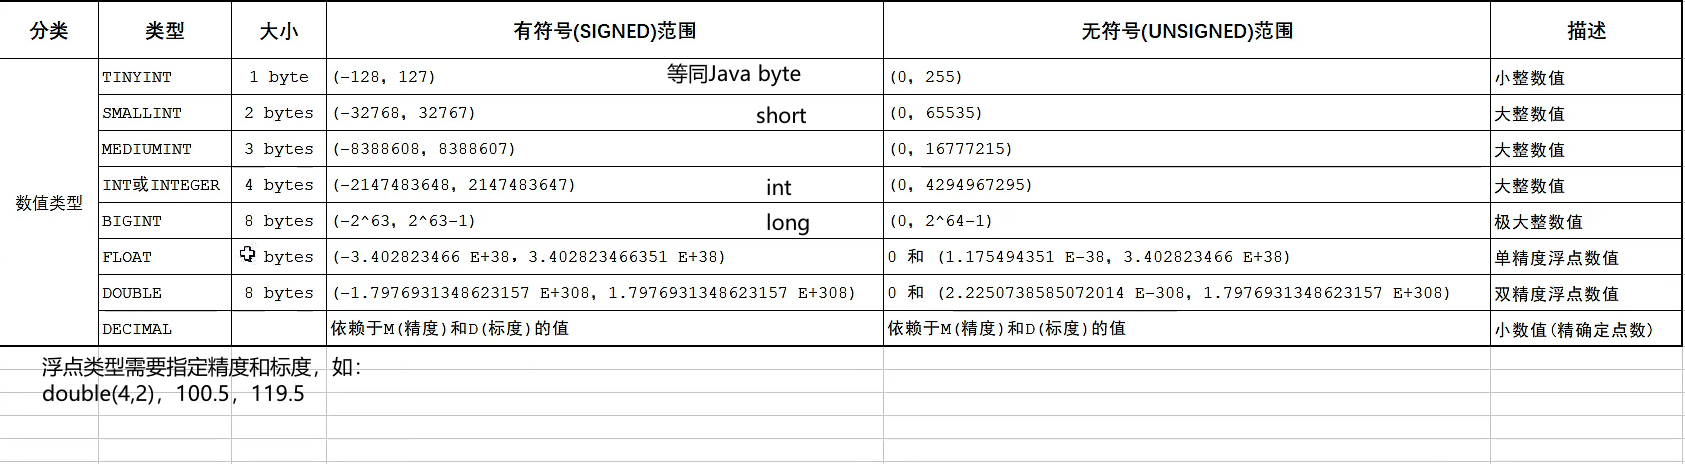 分类 类型 大小 有符号(SIGNED)范围 无符号(UNSIGNED)范围 描述
数值类型
TINYINT 1 byte (-128, 127) 等同Java byte (0, 255) 小整数值
SMALLINT 2 bytes (-32768, 32767) short (0, 65535) 大整数值
MEDIUMINT 3 bytes (-8388608, 8388607) (0, 16777215) 大整数值
INT或INTEGER 4 bytes (-2147483648, 2147483647) int (0, 4294967295) 大整数值
BIGINT 8 bytes (-2^63, 2^63-1) long (0, 2^64-1) 极大整数值
FLOAT bytes (-3.402823466 E+38, 3.402823466351 E+38) 0 和 (1.175494351 E-38, 3.402823466 E+38) 单精度浮点数值
DOUBLE 8 bytes (-1.7976931348623157 E+308, 1.7976931348623157 E+308) 0 和 (2.2250738585072014 E-308, 1.7976931348623157 E+308) 双精度浮点数值
DECIMAL 依赖于M(精度)和D(标度)的值 依赖于M(精度)和D(标度)的值 小数值(精确定点数)
浮点类型需要指定精度和标度，如：
double(4,2)，100.5，119.5